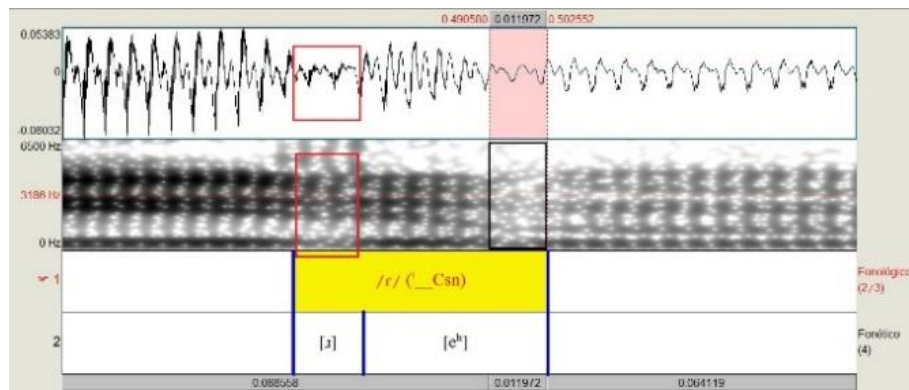 0.490580 0.011972 0.502552
0.05383
0
-0.08032
6500 Hz
3186 Hz
0 Hz
1 /ɾ/ (ˈ__Csn) Fonológico
(2/3)
2 [ɹ] [eʰ] Fonético
(4)
0.088558 0.011972 0.064119